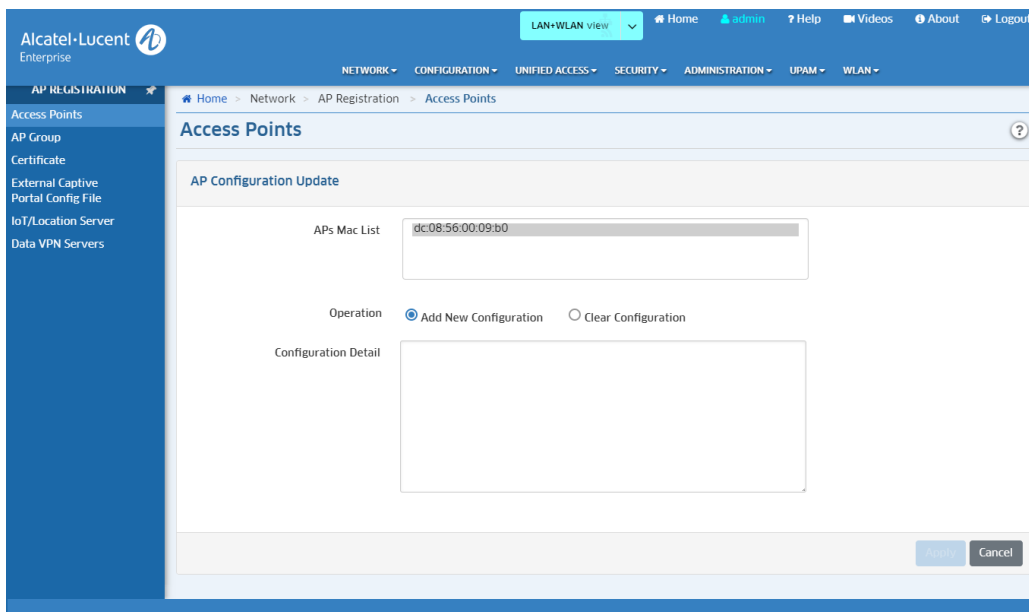 LAN+WLAN view
Home
admin
? Help
Videos
About
Logout
Alcatel·Lucent
Enterprise
NETWORK
CONFIGURATION
UNIFIED ACCESS
SECURITY
ADMINISTRATION
UPAM
WLAN
AP REGISTRATION
Home > Network > AP Registration > Access Points
Access Points
AP Group
Certificate
External Captive
Portal Config File
IoT/Location Server
Data VPN Servers
Access Points
?
AP Configuration Update
APs Mac List
dc:08:56:00:09:b0
Operation
Add New Configuration
Clear Configuration
Configuration Detail
Apply
Cancel